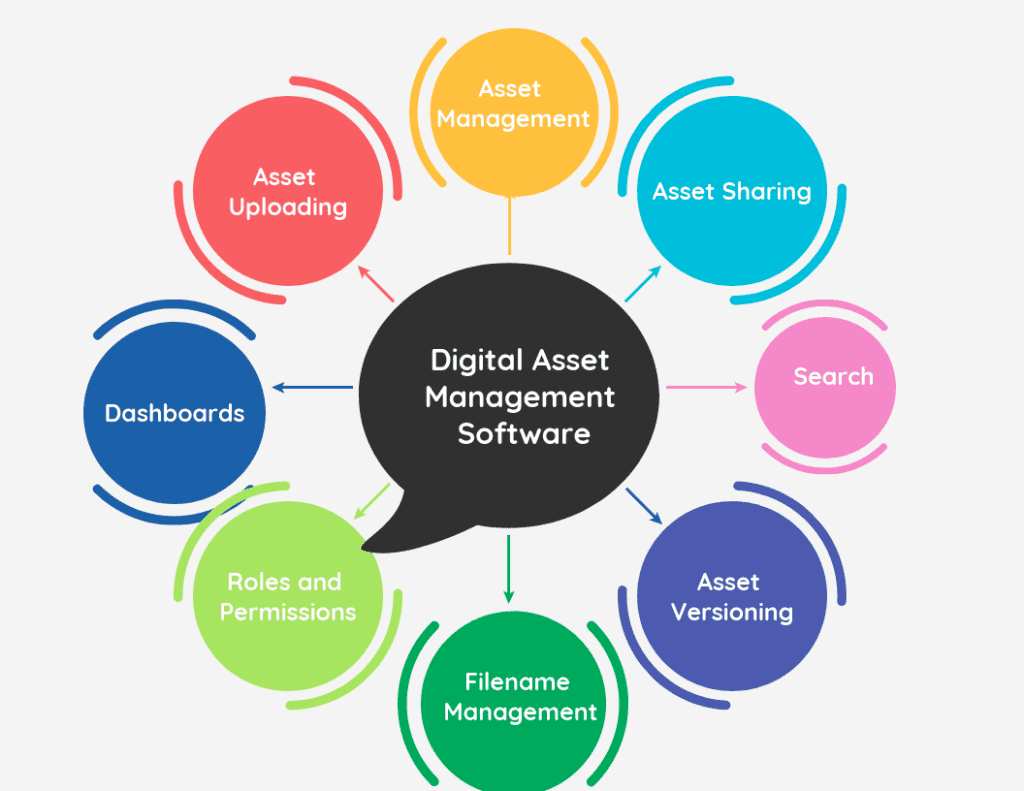 Asset
Management
Asset
Uploading
Asset Sharing
Digital Asset
Management
Software
Search
Dashboards
Roles and
Permissions
Asset
Versioning
Filename
Management